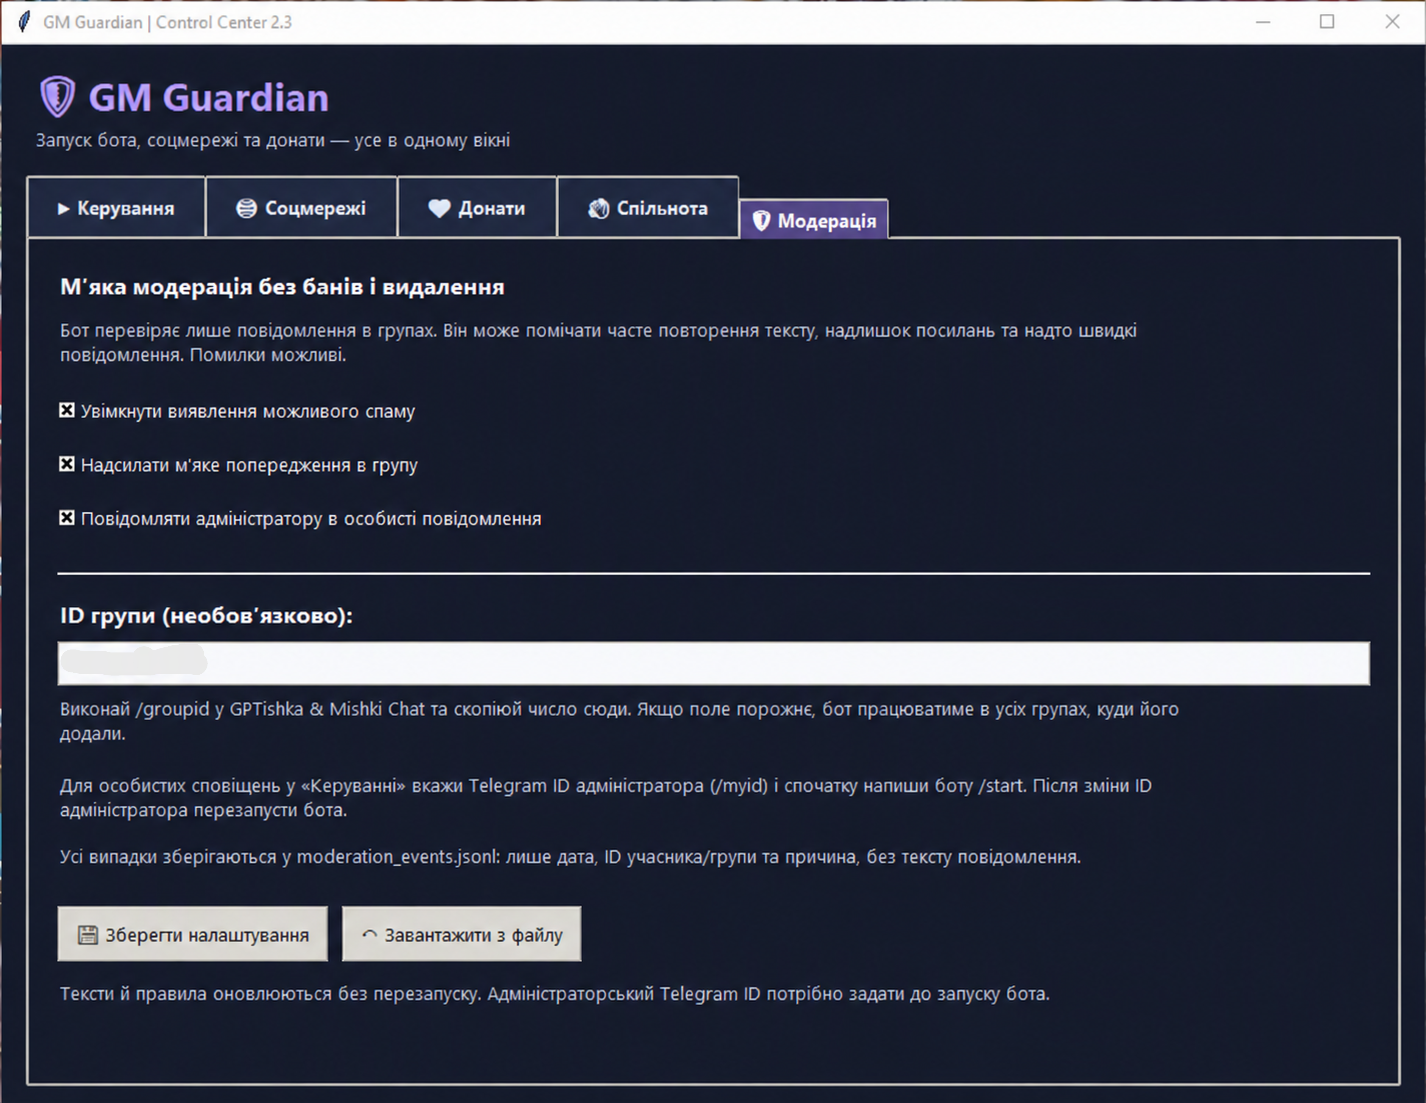 GM Guardian | Control Center 2.3
GM Guardian
Запуск бота, соцмережі та донати — усе в одному вікні
▶ Керування
Соцмережі
Донати
Спільнота
Модерація
М'яка модерація без банів і видалення
Бот перевіряє лише повідомлення в групах. Він може помічати часте повторення тексту, надлишок посилань та надто швидкі
повідомлення. Помилки можливі.
Увімкнути виявлення можливого спаму
Надсилати м'яке попередження в групу
Повідомляти адміністратору в особисті повідомлення
ID групи (необов'язково):
Виконай /groupid у GPTishka & Mishki Chat та скопіюй число сюди. Якщо поле порожнє, бот працюватиме в усіх групах, куди його
додали.
Для особистих сповіщень у «Керуванні» вкажи Telegram ID адміністратора (/myid) і спочатку напиши боту /start. Після зміни ID
адміністратора перезапусти бота.
Усі випадки зберігаються у moderation_events.jsonl: лише дата, ID учасника/групи та причина, без тексту повідомлення.
Зберегти налаштування
Завантажити з файлу
Тексти й правила оновлюються без перезапуску. Адміністраторський Telegram ID потрібно задати до запуску бота.